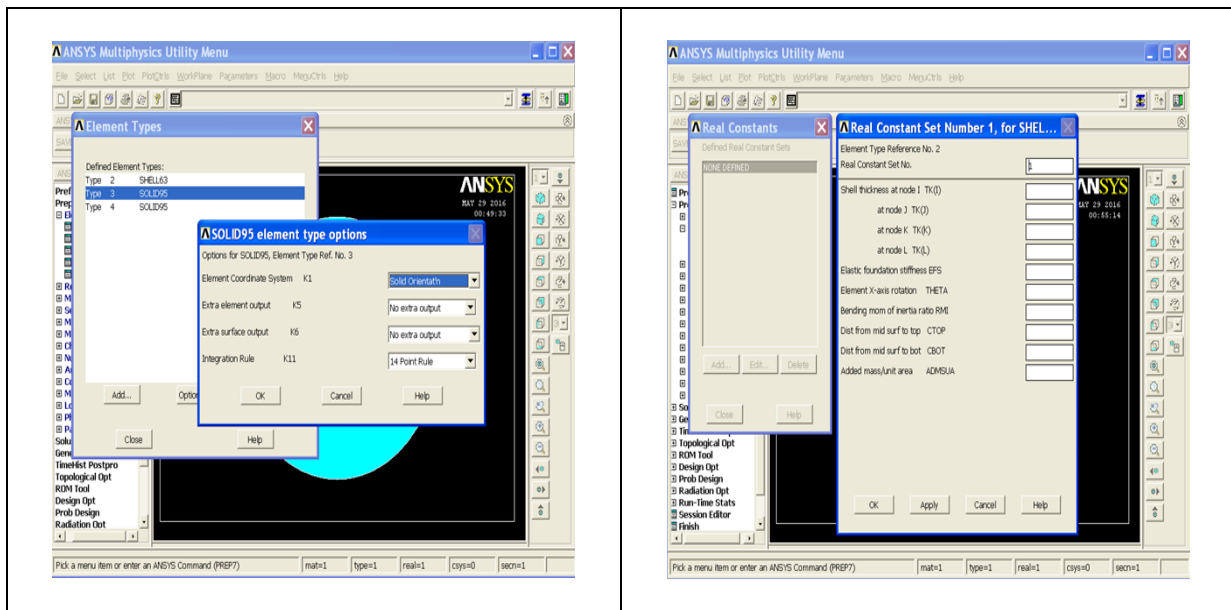 ANSYS Multiphysics Utility Menu
File Select List Plot PlotCtrls WorkPlane Parameters Macro MenuCtrls Help
Element Types
Defined Element Types:
Type 2 SHELL63
Type 3 SOLID95
Type 4 SOLID95
ANSYS
MAY 29 2016
00:49:33
SOLID95 element type options
Options for SOLID95, Element Type Ref. No. 3
Element Coordinate System K1 Solid Orientat'n
Extra element output K5 No extra output
Extra surface output K6 No extra output
Integration Rule K11 14 Point Rule
OK Cancel Help
Add... Option
Close Help
Pref
Prep
Solu
Gene
TimeHist Postpro
Topological Opt
ROM Tool
Design Opt
Prob Design
Radiation Opt
Pick a menu item or enter an ANSYS Command (PREP7) mat=1 type=1 real=1 csys=0 secn=1
ANSYS Multiphysics Utility Menu
File Select List Plot PlotCtrls WorkPlane Parameters Macro MenuCtrls Help
Real Constants
Defined Real Constant Sets
NONE DEFINED
Add... Edit... Delete
Close Help
Real Constant Set Number 1, for SHEL...
Element Type Reference No. 2
Real Constant Set No. 1
Shell thickness at node I TK(I)
at node J TK(J)
at node K TK(K)
at node L TK(L)
Elastic foundation stiffness EFS
Element X-axis rotation THETA
Bending mom of inertia ratio RMI
Dist from mid surf to top CTOP
Dist from mid surf to bot CBOT
Added mass/unit area ADMSUA
OK Apply Cancel Help
NSYS
AY 29 2016
00:55:14
Topological Opt
ROM Tool
Design Opt
Prob Design
Radiation Opt
Run-Time Stats
Session Editor
Finish
Pick a menu item or enter an ANSYS Command (PREP7) mat=1 type=1 real=1 csys=0 secn=1